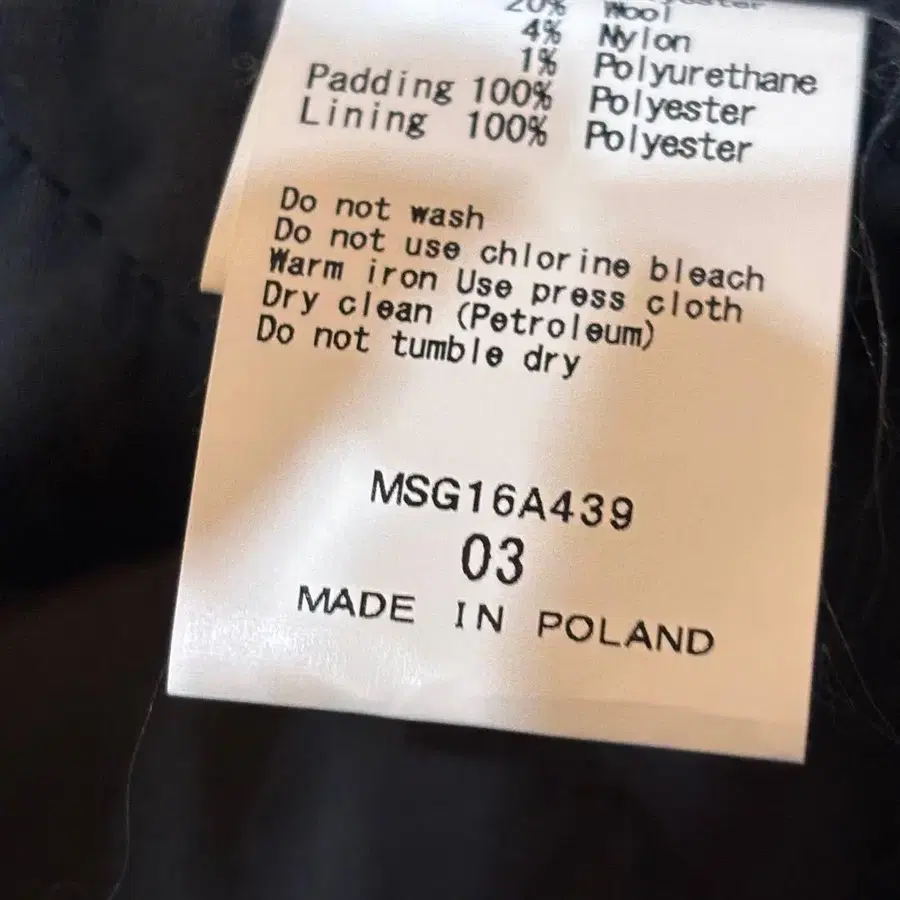 20% Wool
4% Nylon
1% Polyurethane
Padding 100% Polyester
Lining 100% Polyester
Do not wash
Do not use chlorine bleach
Warm iron Use press cloth
Dry clean (Petroleum)
Do not tumble dry
MSG16A439
03
MADE IN POLAND